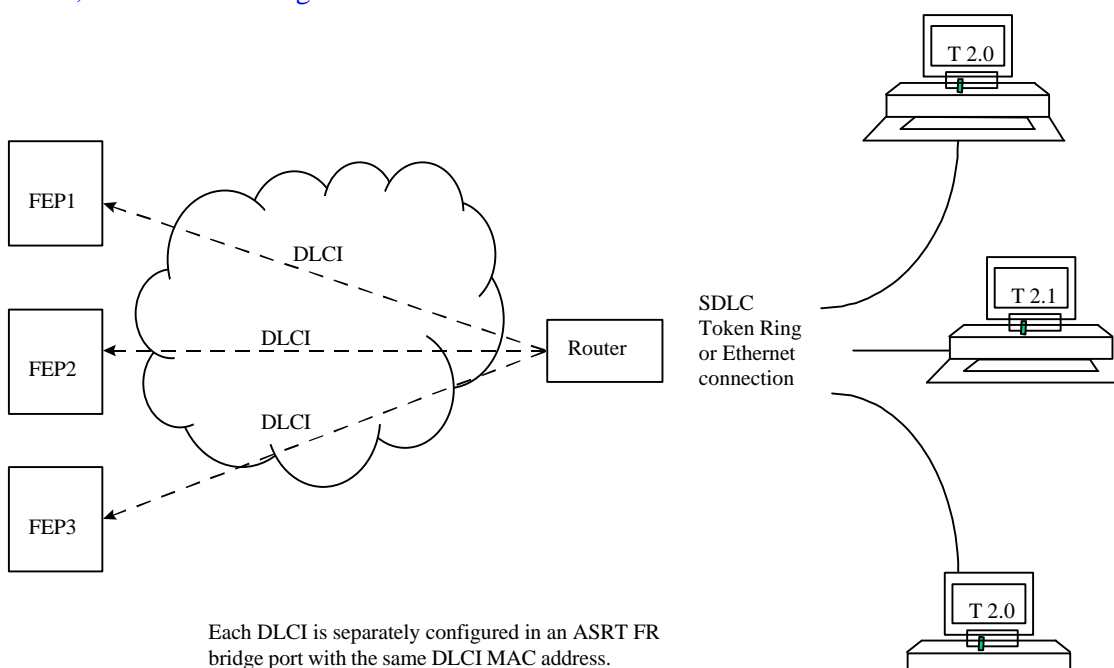 T 2.0
FEP1
DLCI
SDLC
Token Ring
or Ethernet
connection
T 2.1
DLCI
Router
FEP2
DLCI
FEP3
T 2.0
Each DLCI is separately configured in an ASRT FR
bridge port with the same DLCI MAC address.